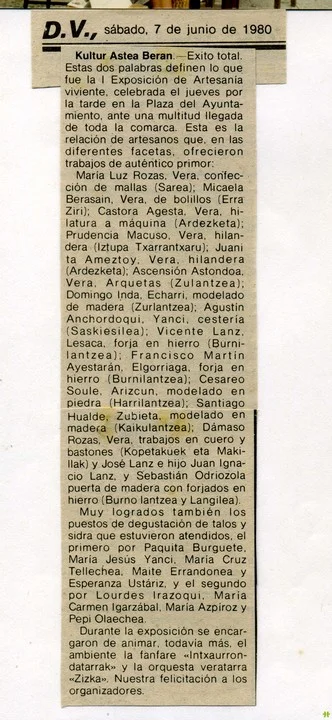 D.V., sábado, 7 de junio de 1980
Kultur Astea Beran.—Exito total.
Estas dos palabras definen lo que
fue la I Exposición de Artesanía
viviente, celebrada el jueves por
la tarde en la Plaza del Ayunta-
miento, ante una multitud llegada
de toda la comarca. Esta es la
relación de artesanos que, en las
diferentes facetas, ofrecieron
trabajos de auténtico primor:
María Luz Rozas, Vera, confec-
ción de mallas (Sarea); Micaela
Berasain, Vera, de bolillos (Erra
Ziri); Castora Agesta, Vera, hi-
latura a máquina (Ardezketa);
Prudencia Macuso, Vera, hilan-
dera (Iztupa Txarrantxaru); Juani
ta Ameztoy, Vera, hilandera
(Ardezketa); Ascensión Astondoa,
Vera, Arquetas (Zulantzea);
Domingo Inda, Echarri, modelado
de madera (Zurlantzea); Agustín
Anchordoqui, Yanci, cestería
(Saskiesilea); Vicente Lanz,
Lesaca, forja en hierro (Burni-
lantzea); Francisco Martín
Ayestarán, Elgorriaga, forja en
hierro (Burnilantzea); Cesareo
Soule, Arizcun, modelado en
piedra (Harrilantzea); Santiago
Hualde, Zubieta, modelado en
madera (Kaikulantzea); Dámaso
Rozas, Vera, trabajos en cuero y
bastones (Kopetakuek eta Maki-
llak) y José Lanz e hijo Juan Igna-
cio Lanz, y Sebastián Odriozola
puerta de madera con forjados en
hierro (Burno lantzea y Langilea).
Muy logrados también los
puestos de degustación de talos y
sidra que estuvieron atendidos, el
primero por Paquita Burguete,
María Jesús Yanci, María Cruz
Tellechea, Maite Errandonea y
Esperanza Ustáriz, y el segundo
por Lourdes Irazoqui, María
Carmen Igarzábal, María Azpíroz y
Pepi Olaechea.
Durante la exposición se encar-
garon de animar, todavía más, el
ambiente la fanfare «Intxaurron-
datarrak» y la orquesta veratarra
«Zizka». Nuestra felicitación a los
organizadores.